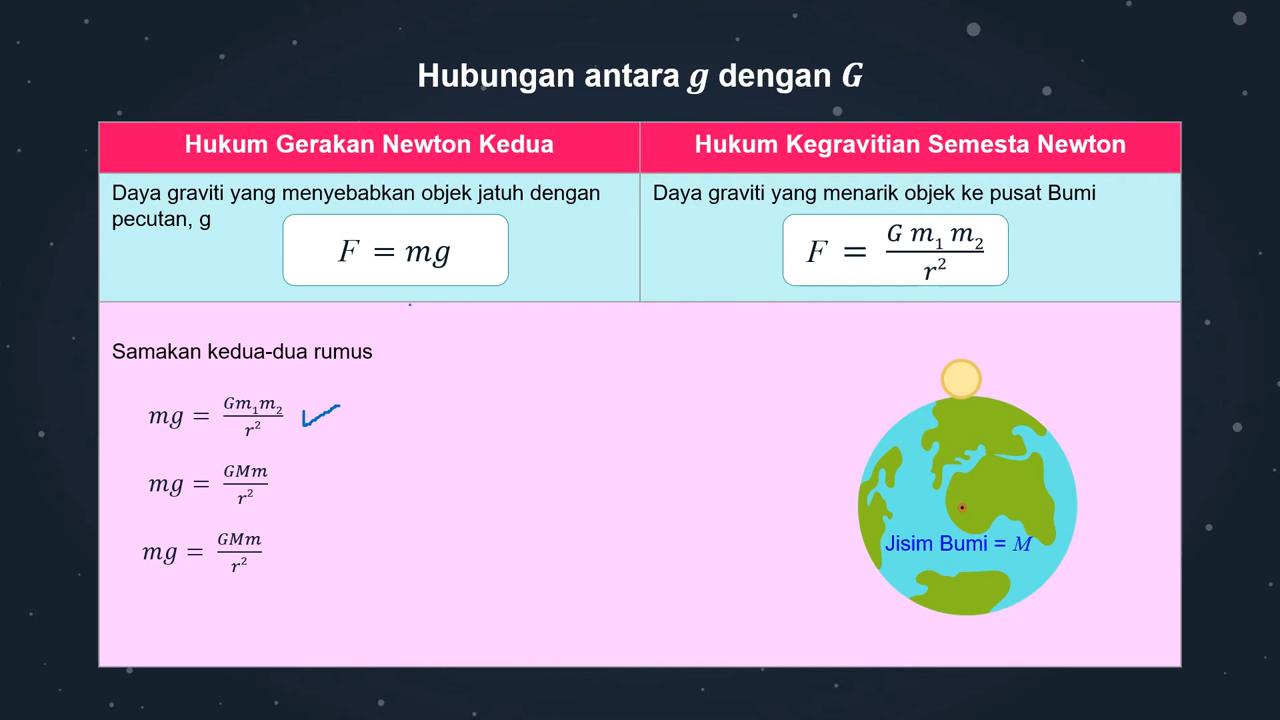 Hubungan antara g dengan G
Hukum Gerakan Newton Kedua
Daya graviti yang menyebabkan objek jatuh dengan
pecutan, g
F = mg
Hukum Kegravitian Semesta Newton
Daya graviti yang menarik objek ke pusat Bumi
F = G m₁ m₂ / r²
Samakan kedua-dua rumus
mg = Gm₁m₂ / r²
mg = GMm / r²
mg = GMm / r²
Jisim Bumi = M